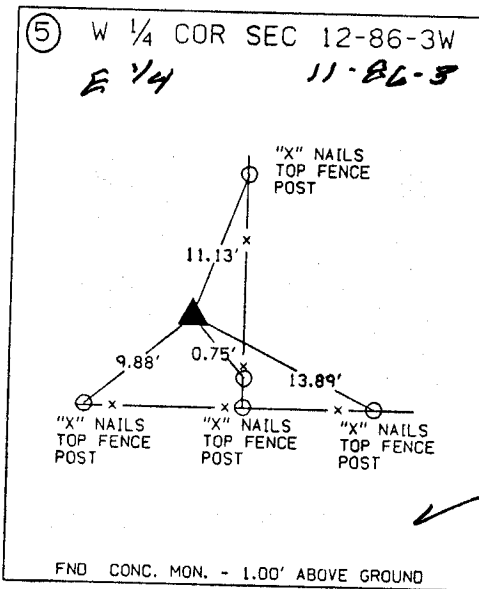 5 W 1/4 COR SEC 12-86-3W
E 1/4 11-86-3
"X" NAILS
TOP FENCE
POST
11.13'
9.88'
0.75'
13.89'
"X" NAILS
TOP FENCE
POST
"X" NAILS
TOP FENCE
POST
"X" NAILS
TOP FENCE
POST
FND CONC. MON. - 1.00' ABOVE GROUND